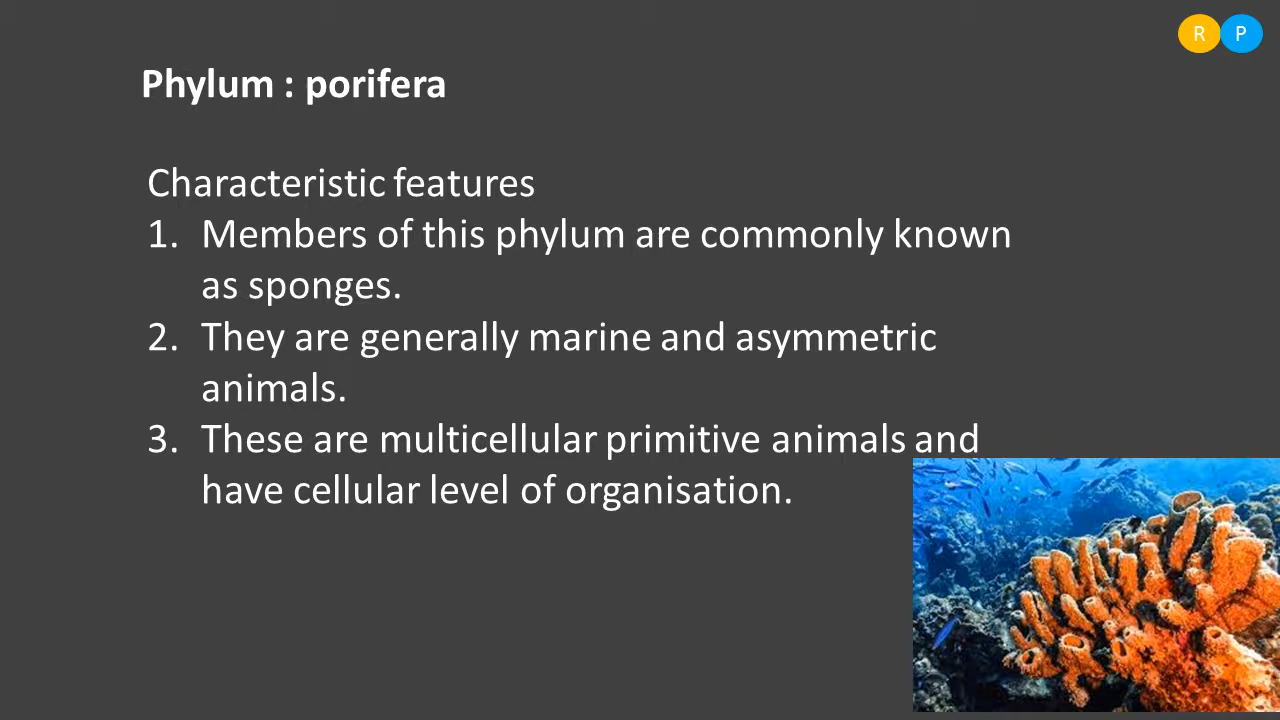 R P
Phylum : porifera
Characteristic features
1. Members of this phylum are commonly known
as sponges.
2. They are generally marine and asymmetric
animals.
3. These are multicellular primitive animals and
have cellular level of organisation.